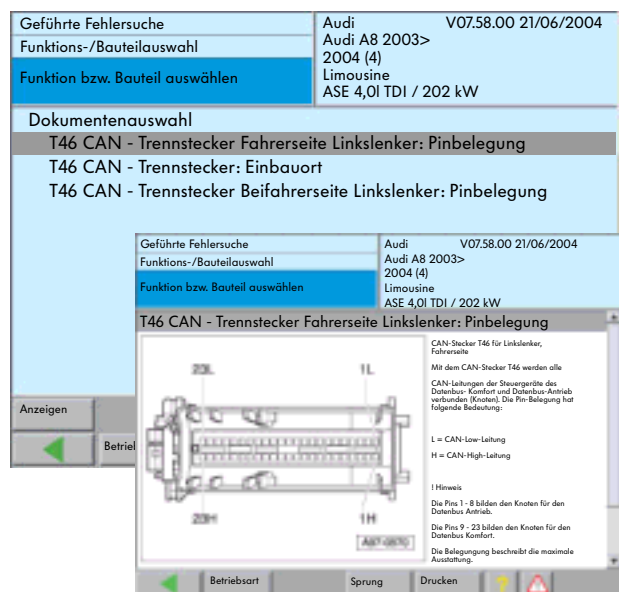 Geführte Fehlersuche
Funktions-/Bauteilauswahl
Funktion bzw. Bauteil auswählen
Audi V07.58.00 21/06/2004
Audi A8 2003>
2004 (4)
Limousine
ASE 4,0l TDI / 202 kW
Dokumentenauswahl
T46 CAN - Trennstecker Fahrerseite Linkslenker: Pinbelegung
T46 CAN - Trennstecker: Einbauort
T46 CAN - Trennstecker Beifahrerseite Linkslenker: Pinbelegung
Anzeigen
Geführte Fehlersuche
Funktions-/Bauteilauswahl
Funktion bzw. Bauteil auswählen
Audi V07.58.00 21/06/2004
Audi A8 2003>
2004 (4)
Limousine
ASE 4,0l TDI / 202 kW
T46 CAN - Trennstecker Fahrerseite Linkslenker: Pinbelegung
23L 1L
23H 1H
A97-0870
CAN-Stecker T46 für Linkslenker,
Fahrerseite
Mit dem CAN-Stecker T46 werden alle
CAN-Leitungen der Steuergeräte des
Datenbus- Komfort und Datenbus-Antrieb
verbunden (Knoten). Die Pin-Belegung hat
folgende Bedeutung:
L = CAN-Low-Leitung
H = CAN-High-Leitung
! Hinweis
Die Pins 1 - 8 bilden den Knoten für den
Datenbus Antrieb.
Die Pins 9 - 23 bilden den Knoten für den
Datenbus Komfort.
Die Belegungung beschreibt die maximale
Ausstattung.
Betriebsart Sprung Drucken ?